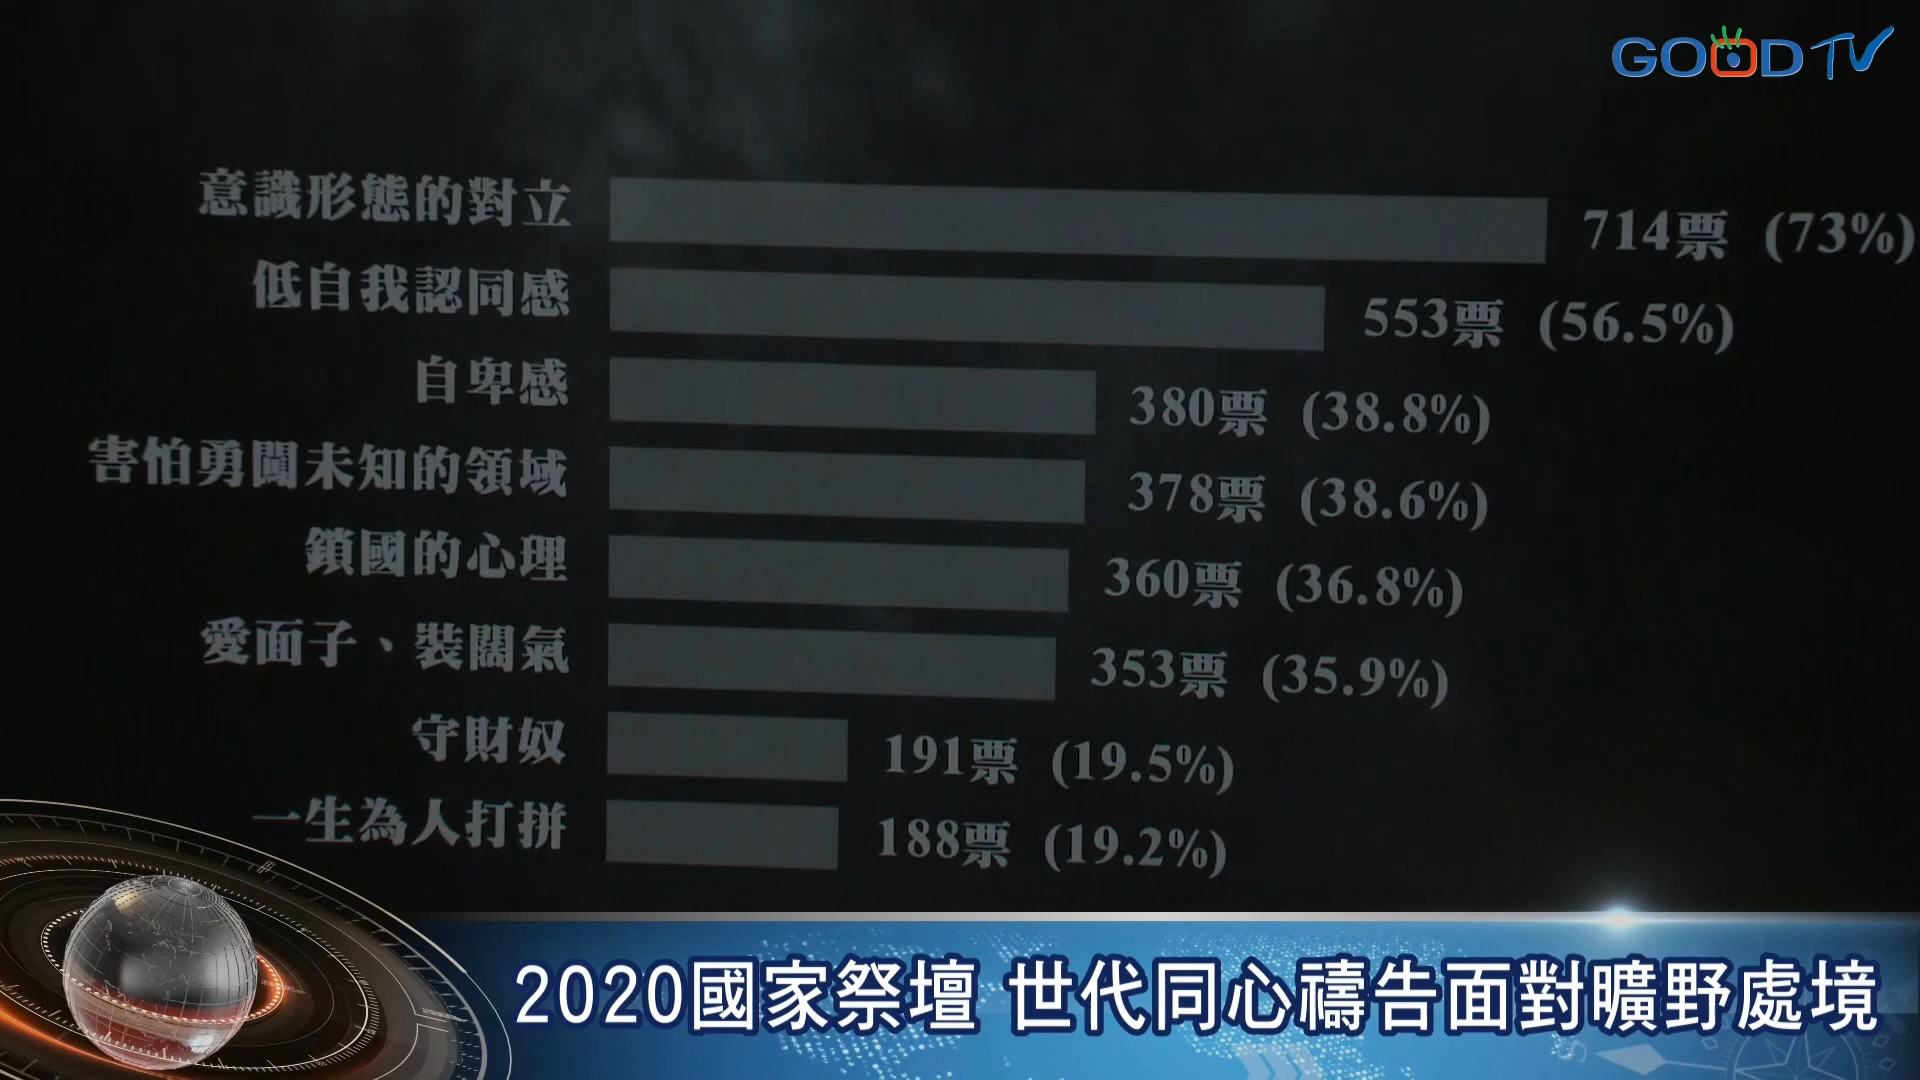 GOOD TV
意識形態的對立 714票 (73%)
低自我認同感 553票 (56.5%)
自卑感 380票 (38.8%)
害怕勇闖未知的領域 378票 (38.6%)
鎖國的心理 360票 (36.8%)
愛面子、裝闊氣 353票 (35.9%)
守財奴 191票 (19.5%)
一生為人打拼 188票 (19.2%)
2020國家祭壇 世代同心禱告面對曠野處境